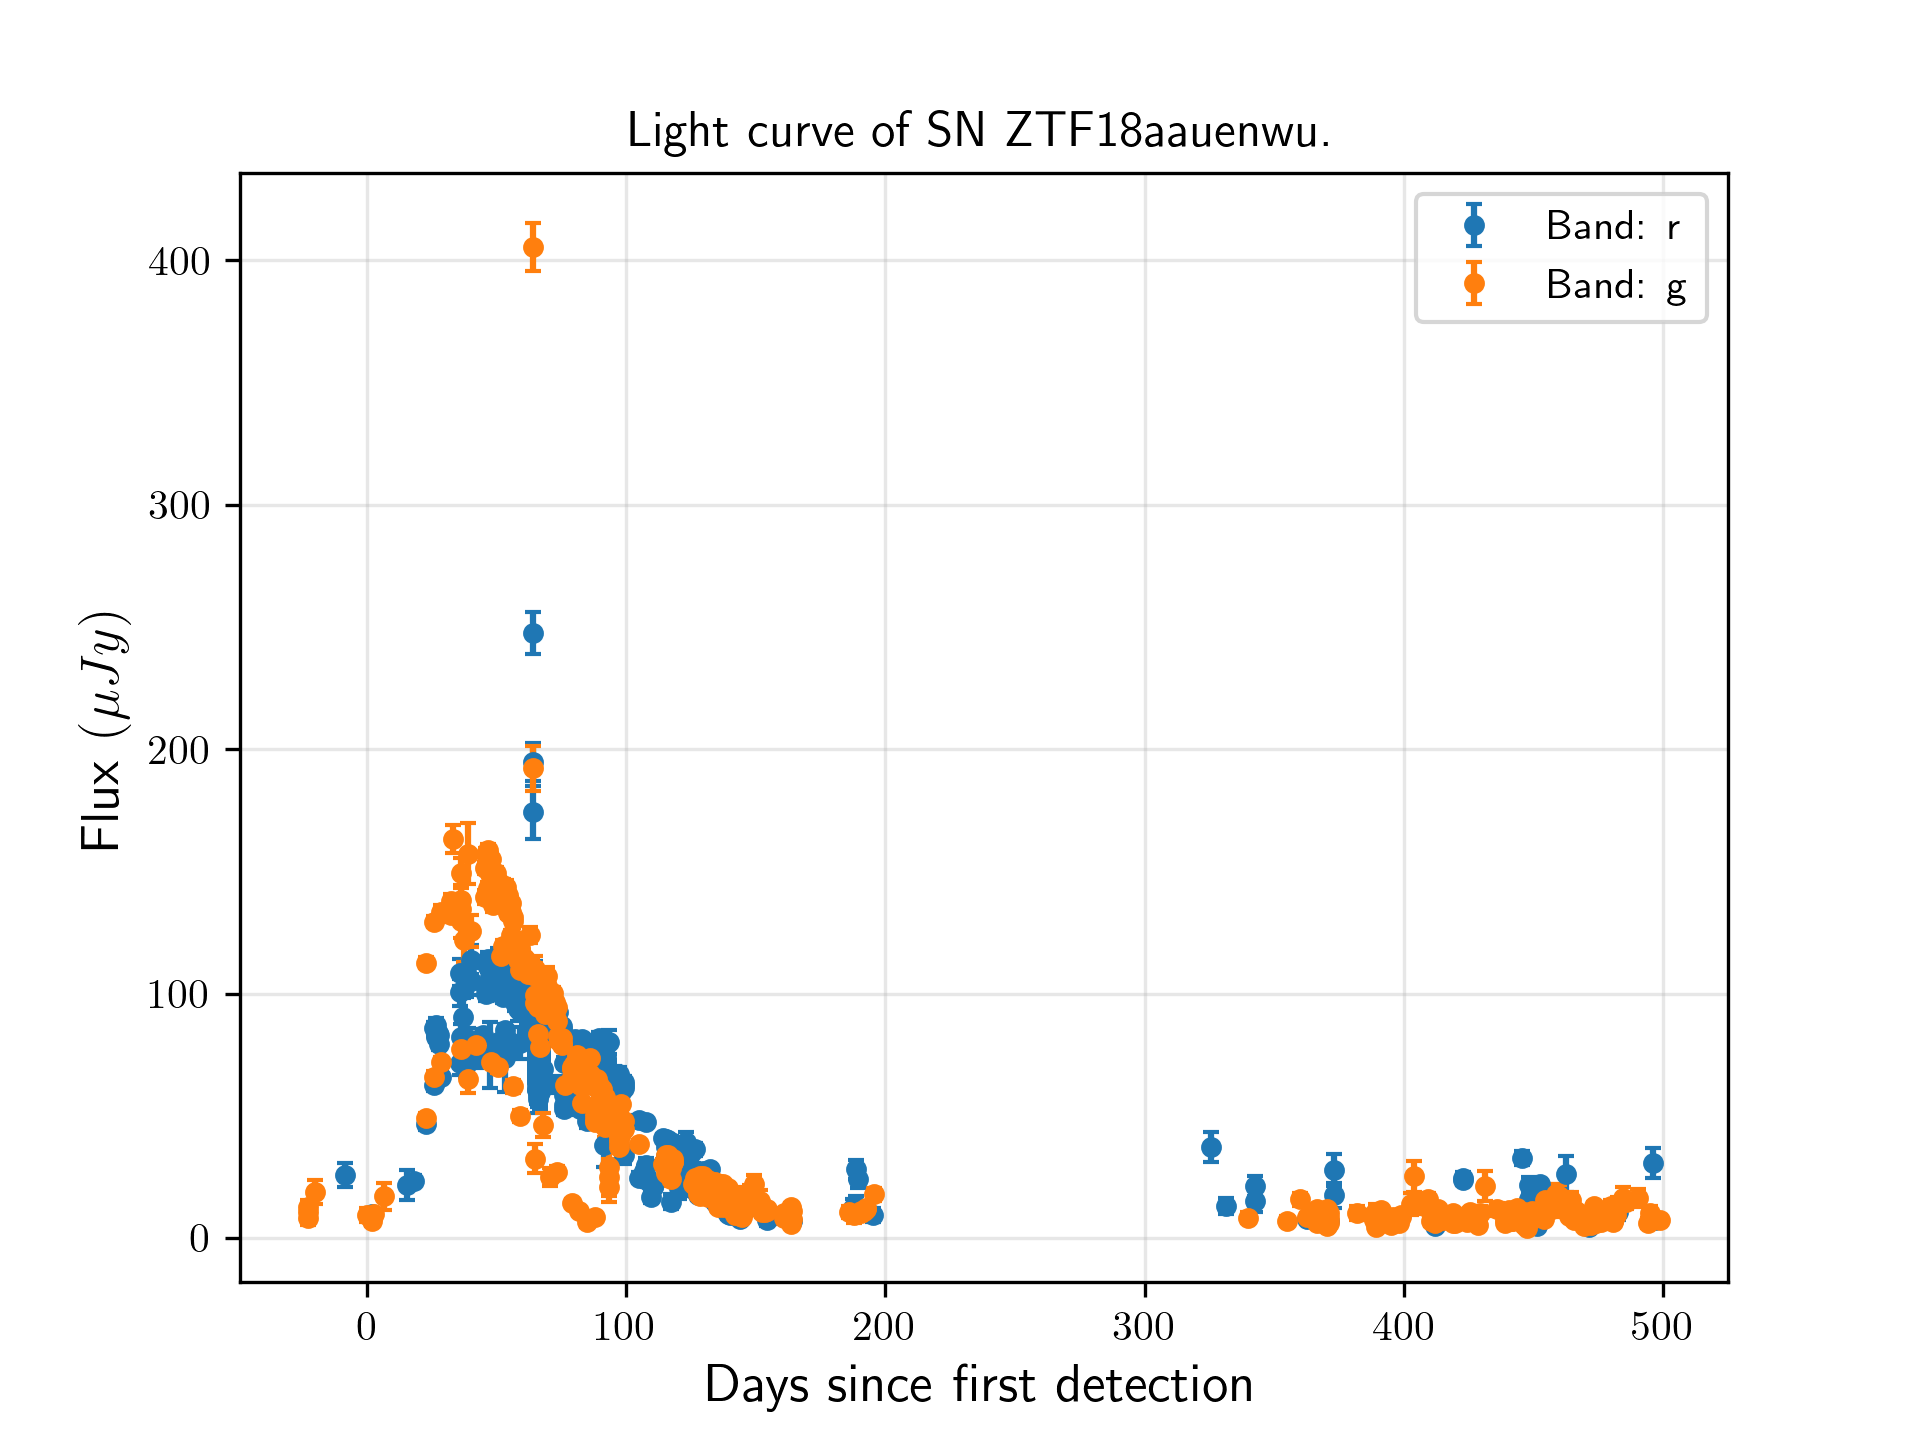 Light curve of SN ZTF18aauenwu.
Band: r
Band: g
400
300
200
100
0
Flux (μJy)
0 100 200 300 400 500
Days since first detection